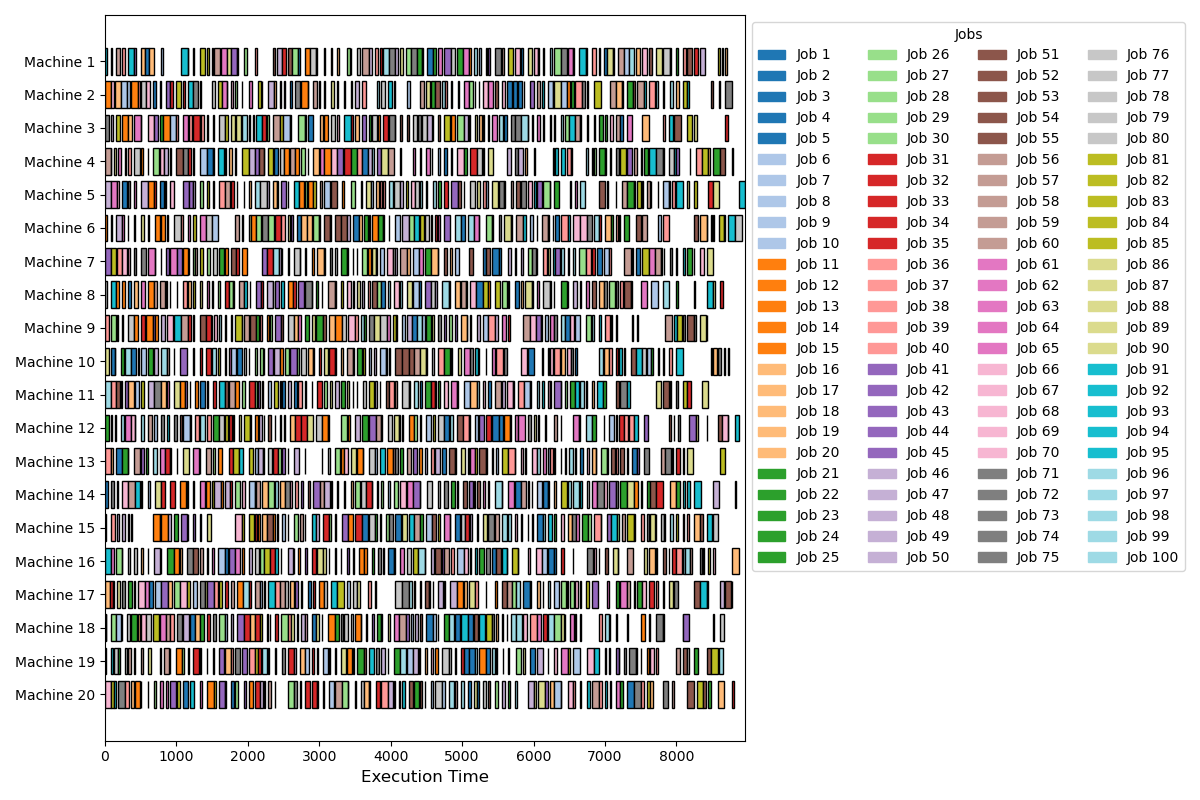 Machine 1
Machine 2
Machine 3
Machine 4
Machine 5
Machine 6
Machine 7
Machine 8
Machine 9
Machine 10
Machine 11
Machine 12
Machine 13
Machine 14
Machine 15
Machine 16
Machine 17
Machine 18
Machine 19
Machine 20
0 1000 2000 3000 4000 5000 6000 7000 8000
Execution Time
Jobs
Job 1 Job 26 Job 51 Job 76
Job 2 Job 27 Job 52 Job 77
Job 3 Job 28 Job 53 Job 78
Job 4 Job 29 Job 54 Job 79
Job 5 Job 30 Job 55 Job 80
Job 6 Job 31 Job 56 Job 81
Job 7 Job 32 Job 57 Job 82
Job 8 Job 33 Job 58 Job 83
Job 9 Job 34 Job 59 Job 84
Job 10 Job 35 Job 60 Job 85
Job 11 Job 36 Job 61 Job 86
Job 12 Job 37 Job 62 Job 87
Job 13 Job 38 Job 63 Job 88
Job 14 Job 39 Job 64 Job 89
Job 15 Job 40 Job 65 Job 90
Job 16 Job 41 Job 66 Job 91
Job 17 Job 42 Job 67 Job 92
Job 18 Job 43 Job 68 Job 93
Job 19 Job 44 Job 69 Job 94
Job 20 Job 45 Job 70 Job 95
Job 21 Job 46 Job 71 Job 96
Job 22 Job 47 Job 72 Job 97
Job 23 Job 48 Job 73 Job 98
Job 24 Job 49 Job 74 Job 99
Job 25 Job 50 Job 75 Job 100